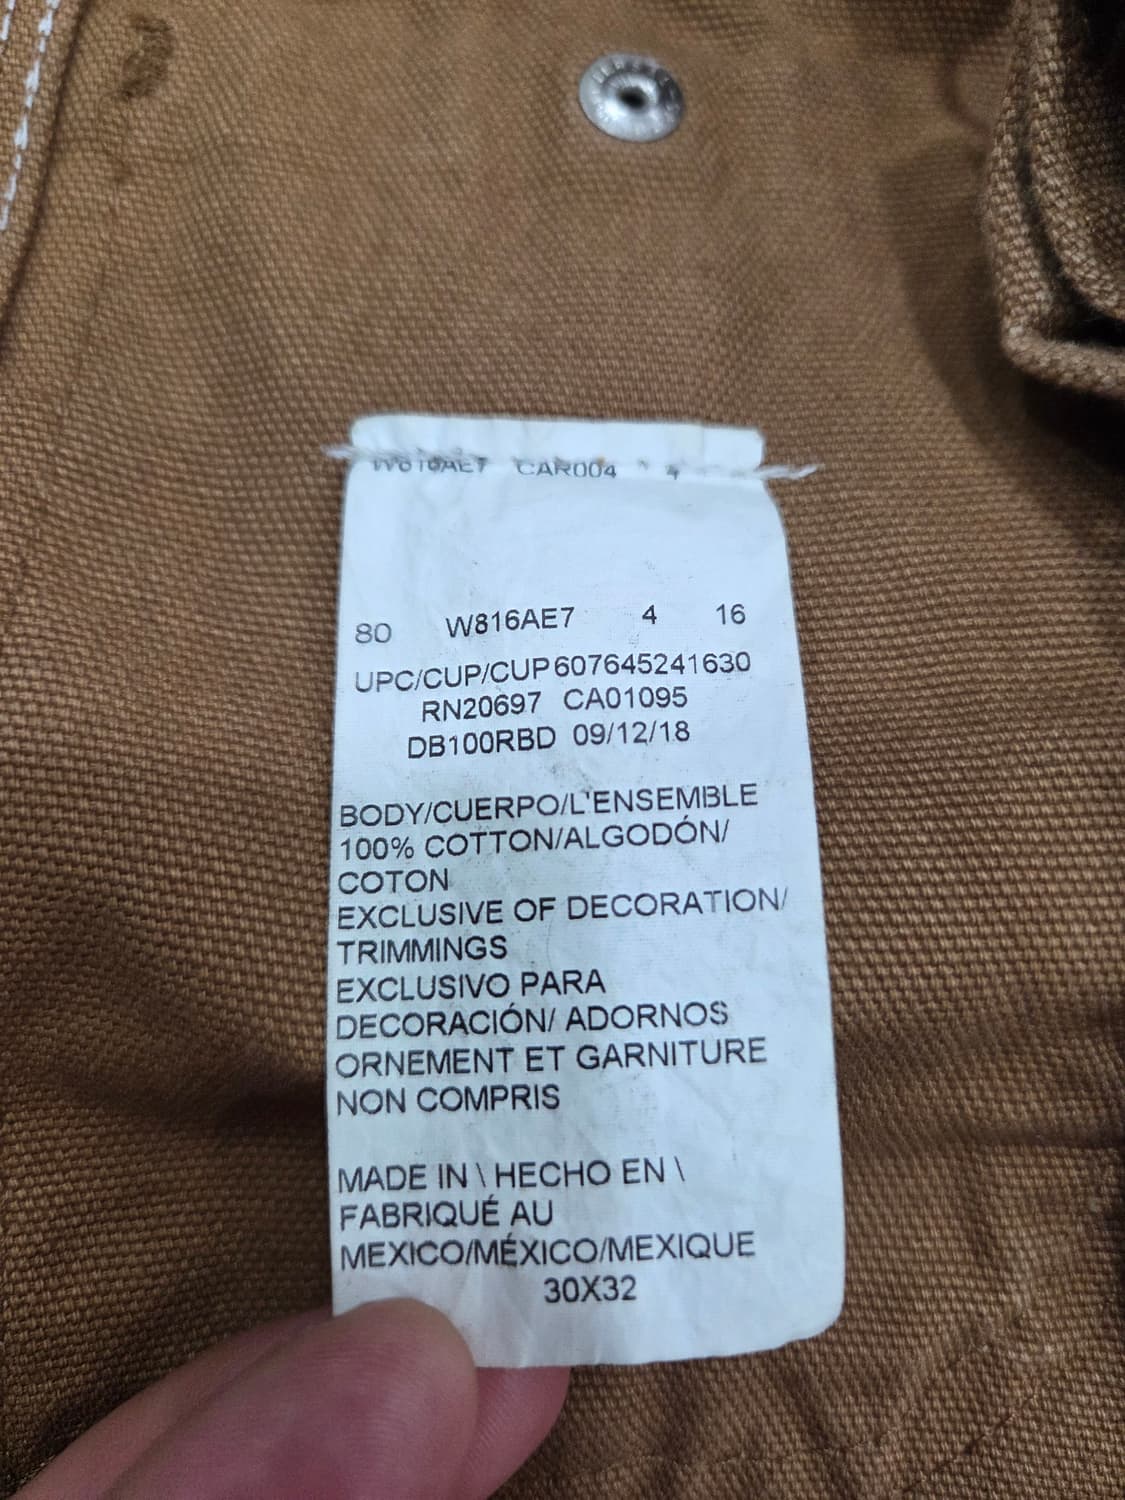 CAR004 4
80 W816AE7 4 16
UPC/CUP/CUP 607645241630
RN20697 CA01095
DB100RBD 09/12/18
BODY/CUERPO/L'ENSEMBLE
100% COTTON/ALGODÓN/
COTON
EXCLUSIVE OF DECORATION/
TRIMMINGS
EXCLUSIVO PARA
DECORACIÓN/ ADORNOS
ORNEMENT ET GARNITURE
NON COMPRIS
MADE IN \ HECHO EN \
FABRIQUÉ AU
MEXICO/MÉXICO/MEXIQUE
30X32